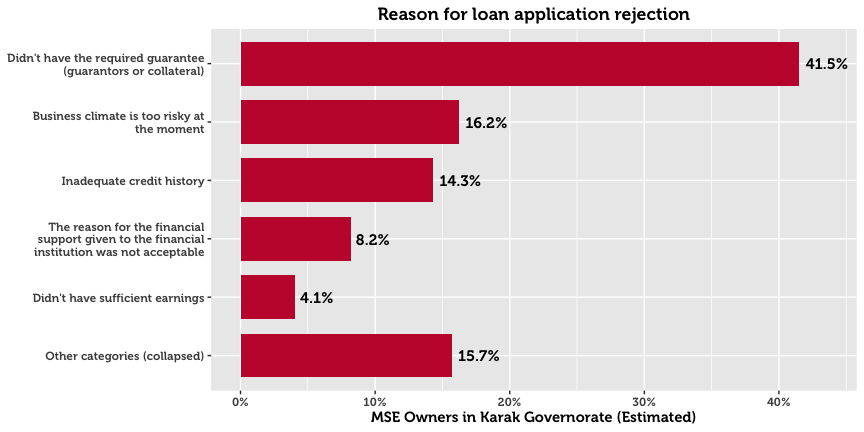 Reason for loan application rejection
Didn't have the required guarantee
(guarantors or collateral)
41.5%
Business climate is too risky at
the moment
16.2%
Inadequate credit history
14.3%
The reason for the financial
support given to the financial
institution was not acceptable
8.2%
Didn't have sufficient earnings
4.1%
Other categories (collapsed)
15.7%
0%
10%
20%
30%
40%
MSE Owners in Karak Governorate (Estimated)